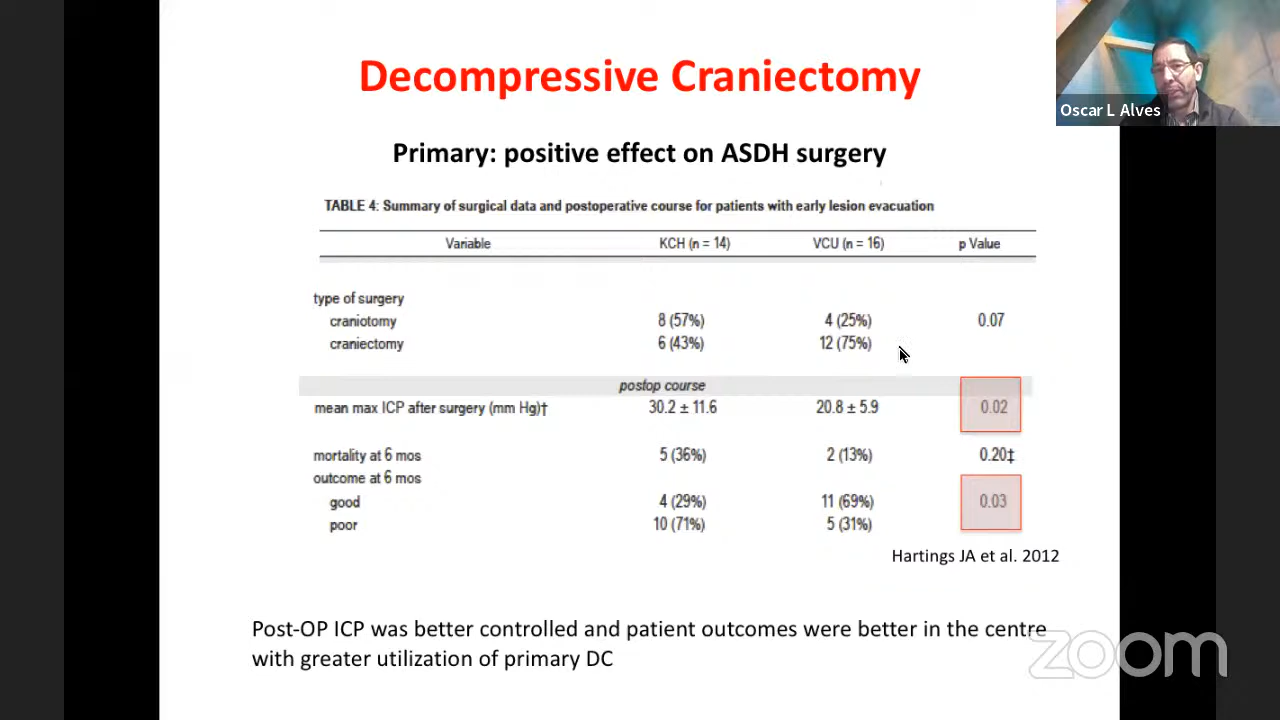 Decompressive Craniectomy
Oscar L Alves
Primary: positive effect on ASDH surgery
TABLE 4: Summary of surgical data and postoperative course for patients with early lesion evacuation
Variable KCH (n = 14) VCU (n = 16) p Value
type of surgery
craniotomy 8 (57%) 4 (25%) 0.07
craniectomy 6 (43%) 12 (75%)
postop course
mean max ICP after surgery (mm Hg)† 30.2 ± 11.6 20.8 ± 5.9 0.02
mortality at 6 mos 5 (36%) 2 (13%) 0.20‡
outcome at 6 mos
good 4 (29%) 11 (69%) 0.03
poor 10 (71%) 5 (31%)
Hartings JA et al. 2012
Post-OP ICP was better controlled and patient outcomes were better in the centre
with greater utilization of primary DC
zoom